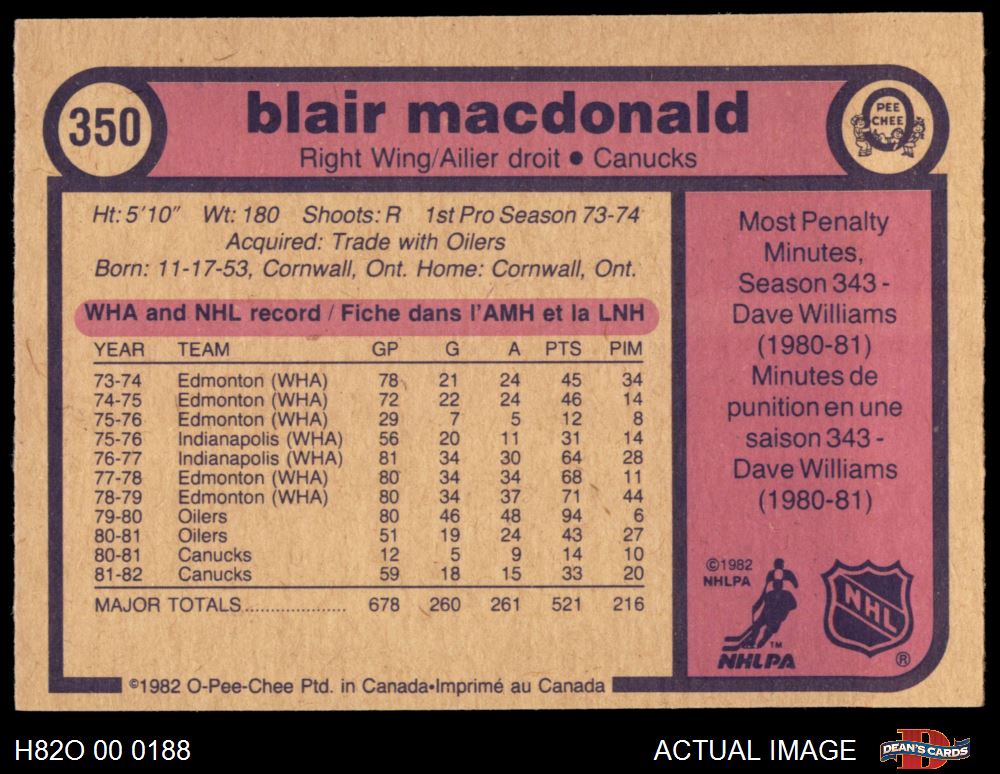 350
blair macdonald
Right Wing/Ailier droit ● Canucks
O
PEE
CHEE
Ht: 5'10" Wt: 180 Shoots: R 1st Pro Season 73-74
Acquired: Trade with Oilers
Born: 11-17-53, Cornwall, Ont. Home: Cornwall, Ont.
WHA and NHL record / Fiche dans l'AMH et la LNH
YEAR TEAM GP G A PTS PIM
73-74 Edmonton (WHA) 78 21 24 45 34
74-75 Edmonton (WHA) 72 22 24 46 14
75-76 Edmonton (WHA) 29 7 5 12 8
75-76 Indianapolis (WHA) 56 20 11 31 14
76-77 Indianapolis (WHA) 81 34 30 64 28
77-78 Edmonton (WHA) 80 34 34 68 11
78-79 Edmonton (WHA) 80 34 37 71 44
79-80 Oilers 80 46 48 94 6
80-81 Oilers 51 19 24 43 27
80-81 Canucks 12 5 9 14 10
81-82 Canucks 59 18 15 33 20
MAJOR TOTALS..................... 678 260 261 521 216
©1982 O-Pee-Chee Ptd. in Canada•Imprimé au Canada
Most Penalty
Minutes,
Season 343 -
Dave Williams
(1980-81)
Minutes de
punition en une
saison 343 -
Dave Williams
(1980-81)
©1982
NHLPA
TM
NHLPA
NHL
®
H82O 00 0188
ACTUAL IMAGE
DEAN'S CARDS